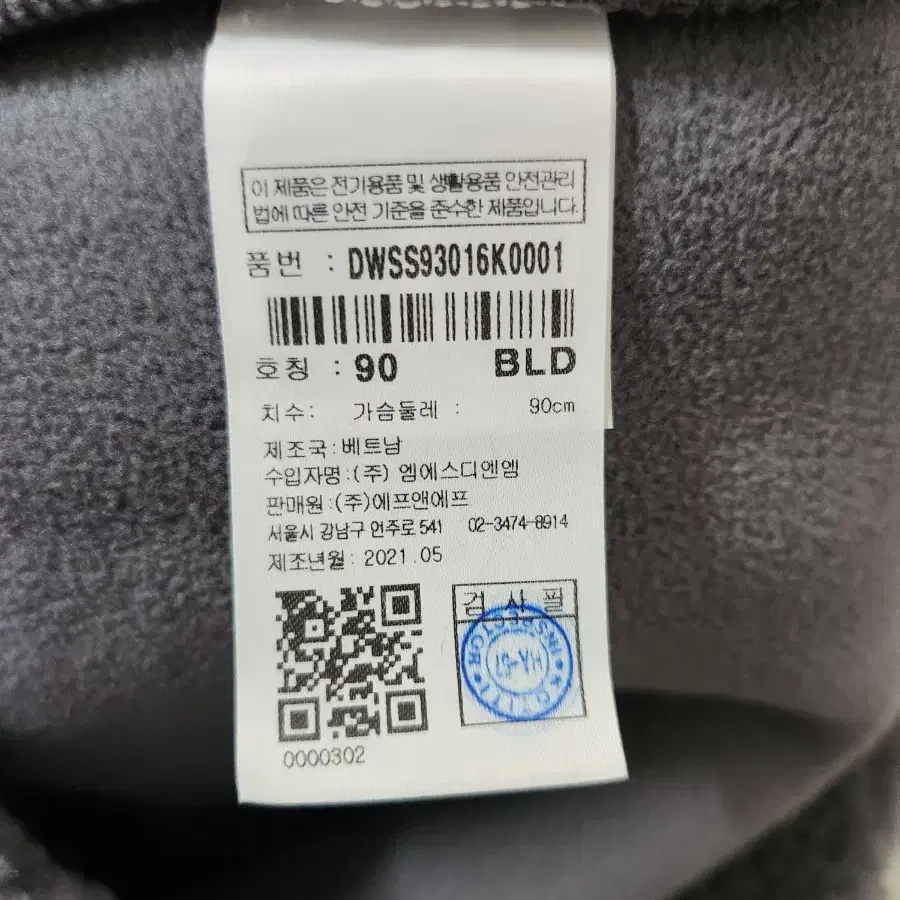 이 제품은 전기용품 및 생활용품 안전관리
법에 따른 안전 기준을 준수한 제품입니다.
품번 : DWSS93016K0001
호칭 : 90 BLD
치수: 가슴둘레 : 90cm
제조국:베트남
수입자명:(주) 엠에스디엔엠
판매원:(주)에프앤에프
서울시 강남구 언주로 541 02-3474-8914
제조년월: 2021.05
검 사 필
INSPECTOR
HA-51
KOTITI
0000302